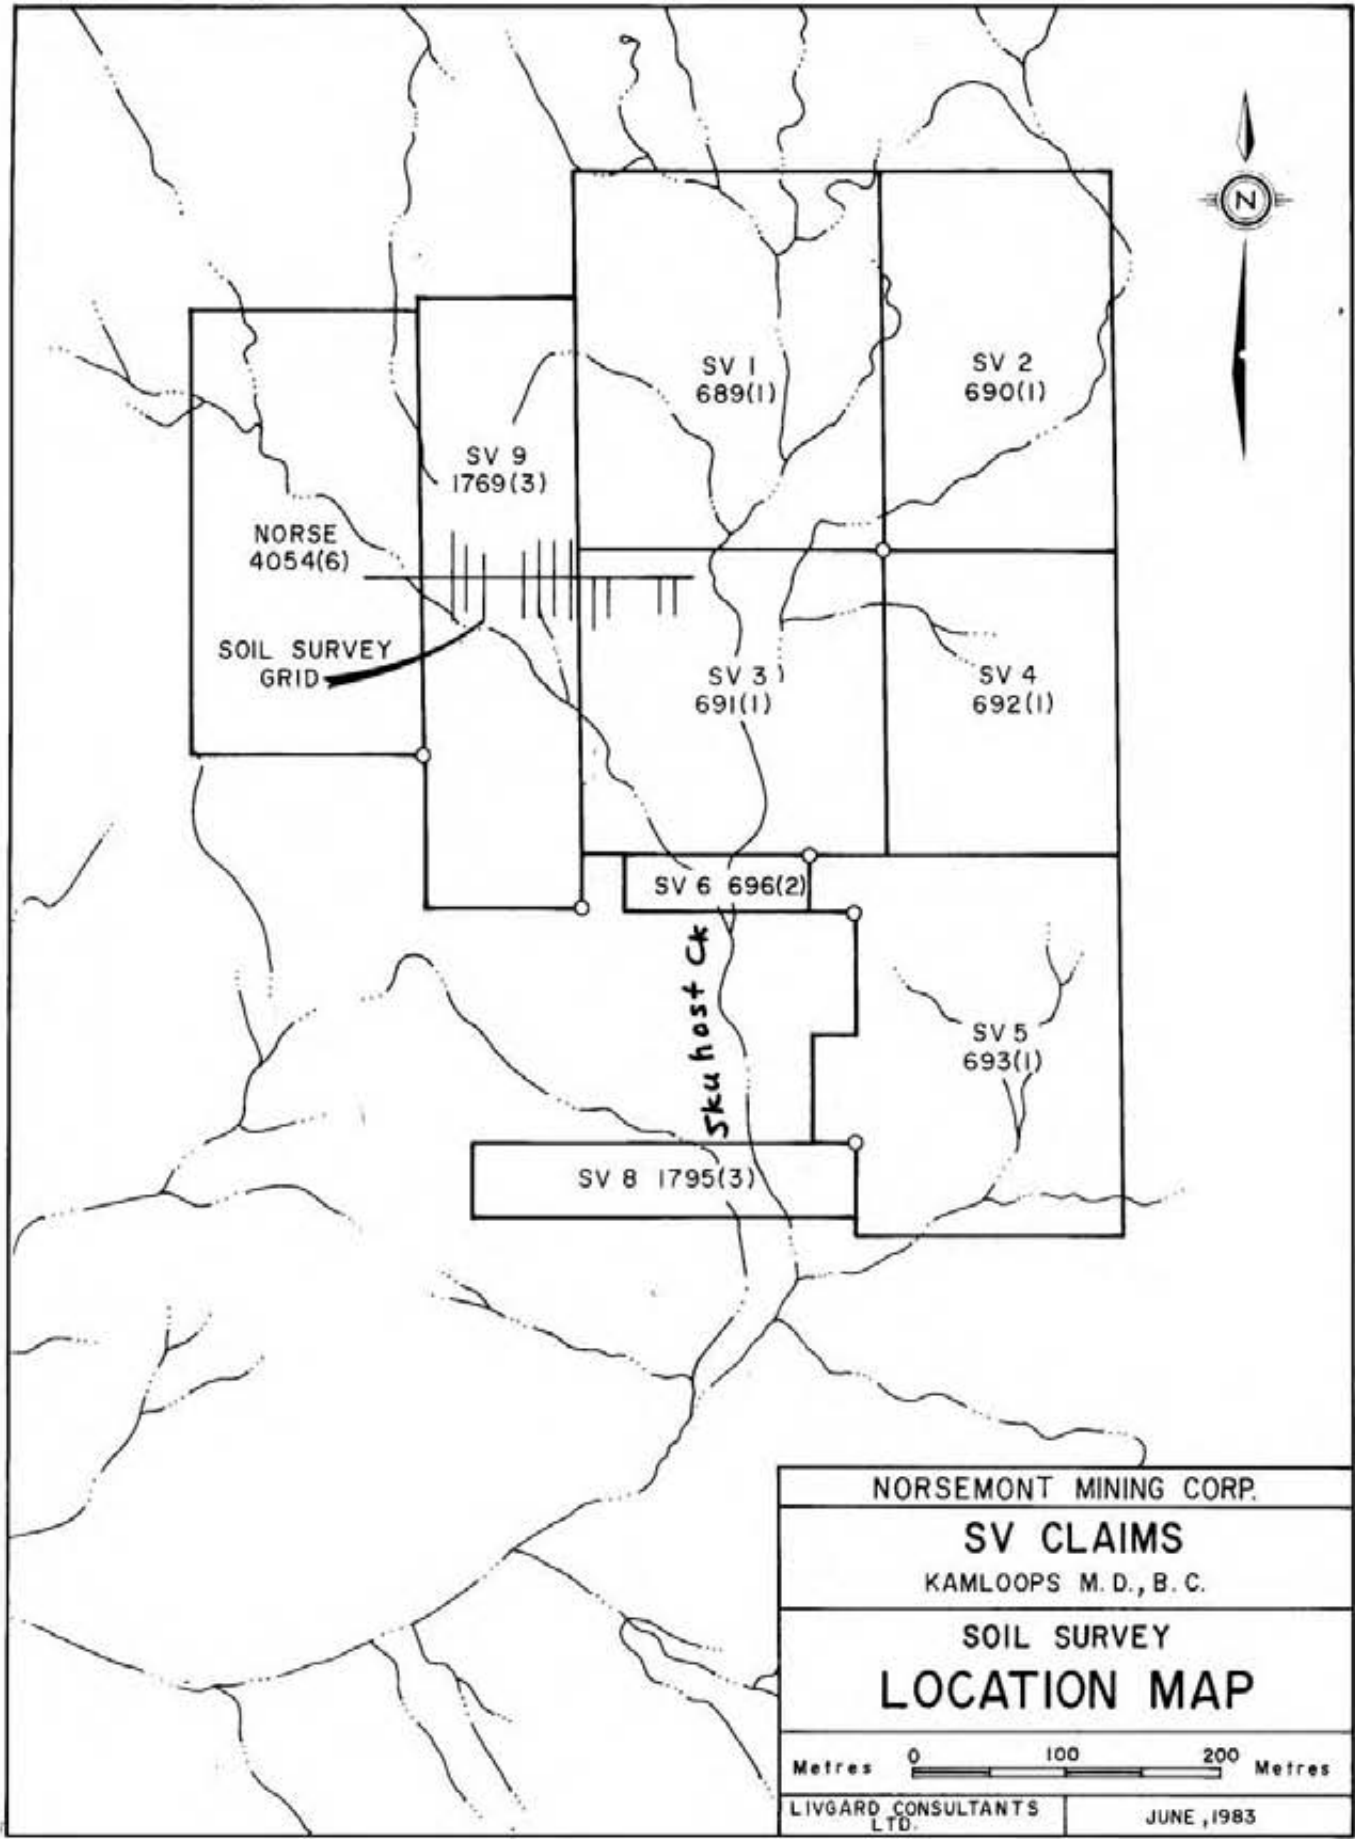 N
SV 1
689(1)
SV 2
690(1)
SV 9
1769(3)
NORSE
4054(6)
SOIL SURVEY
GRID
SV 3
691(1)
SV 4
692(1)
SV 6 696(2)
Skuhost Ck
SV 5
693(1)
SV 8 1795(3)
NORSEMONT MINING CORP.
SV CLAIMS
KAMLOOPS M.D., B.C.
SOIL SURVEY
LOCATION MAP
Metres 0 100 200 Metres
LIVGARD CONSULTANTS
LTD.
JUNE, 1983